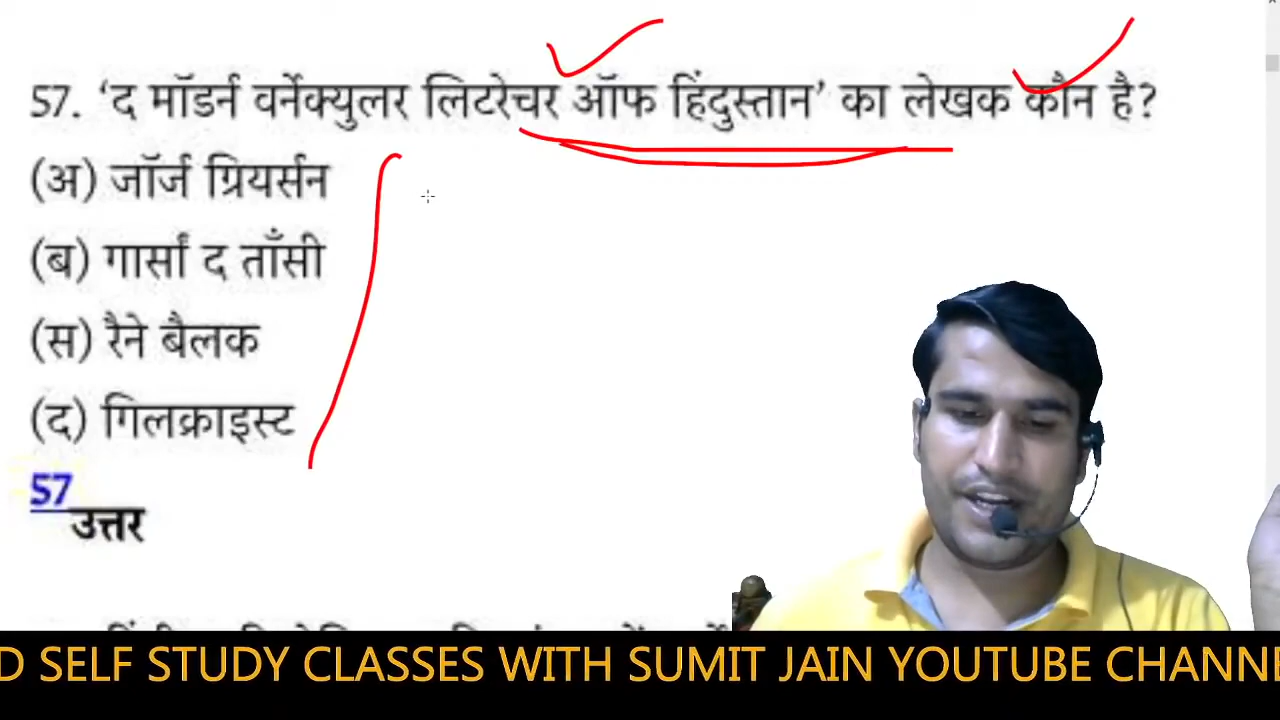 57. ‘द मॉडर्न वर्नेक्युलर लिटरेचर ऑफ हिंदुस्तान’ का लेखक कौन है?
(अ) जॉर्ज ग्रियर्सन
(ब) गार्सां द ताँसी
(स) रैने बैलक
(द) गिलक्राइस्ट
57
उत्तर
D SELF STUDY CLASSES WITH SUMIT JAIN YOUTUBE CHANNE